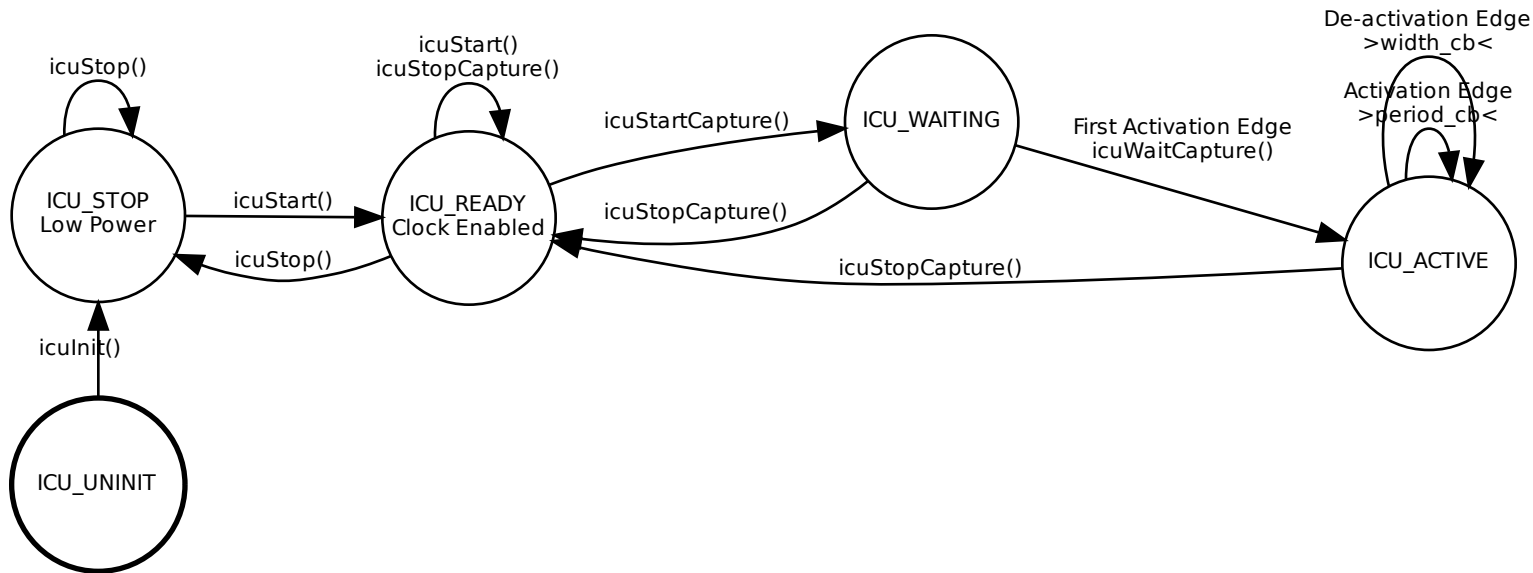 De-activation Edge
>width_cb<
icuStart()
icuStopCapture()
icuStop()
Activation Edge
>period_cb<
icuStartCapture()
ICU_WAITING
First Activation Edge
icuWaitCapture()
ICU_STOP
Low Power
icuStart()
ICU_READY
Clock Enabled
icuStopCapture()
icuStop()
icuStopCapture()
ICU_ACTIVE
icuInit()
ICU_UNINIT